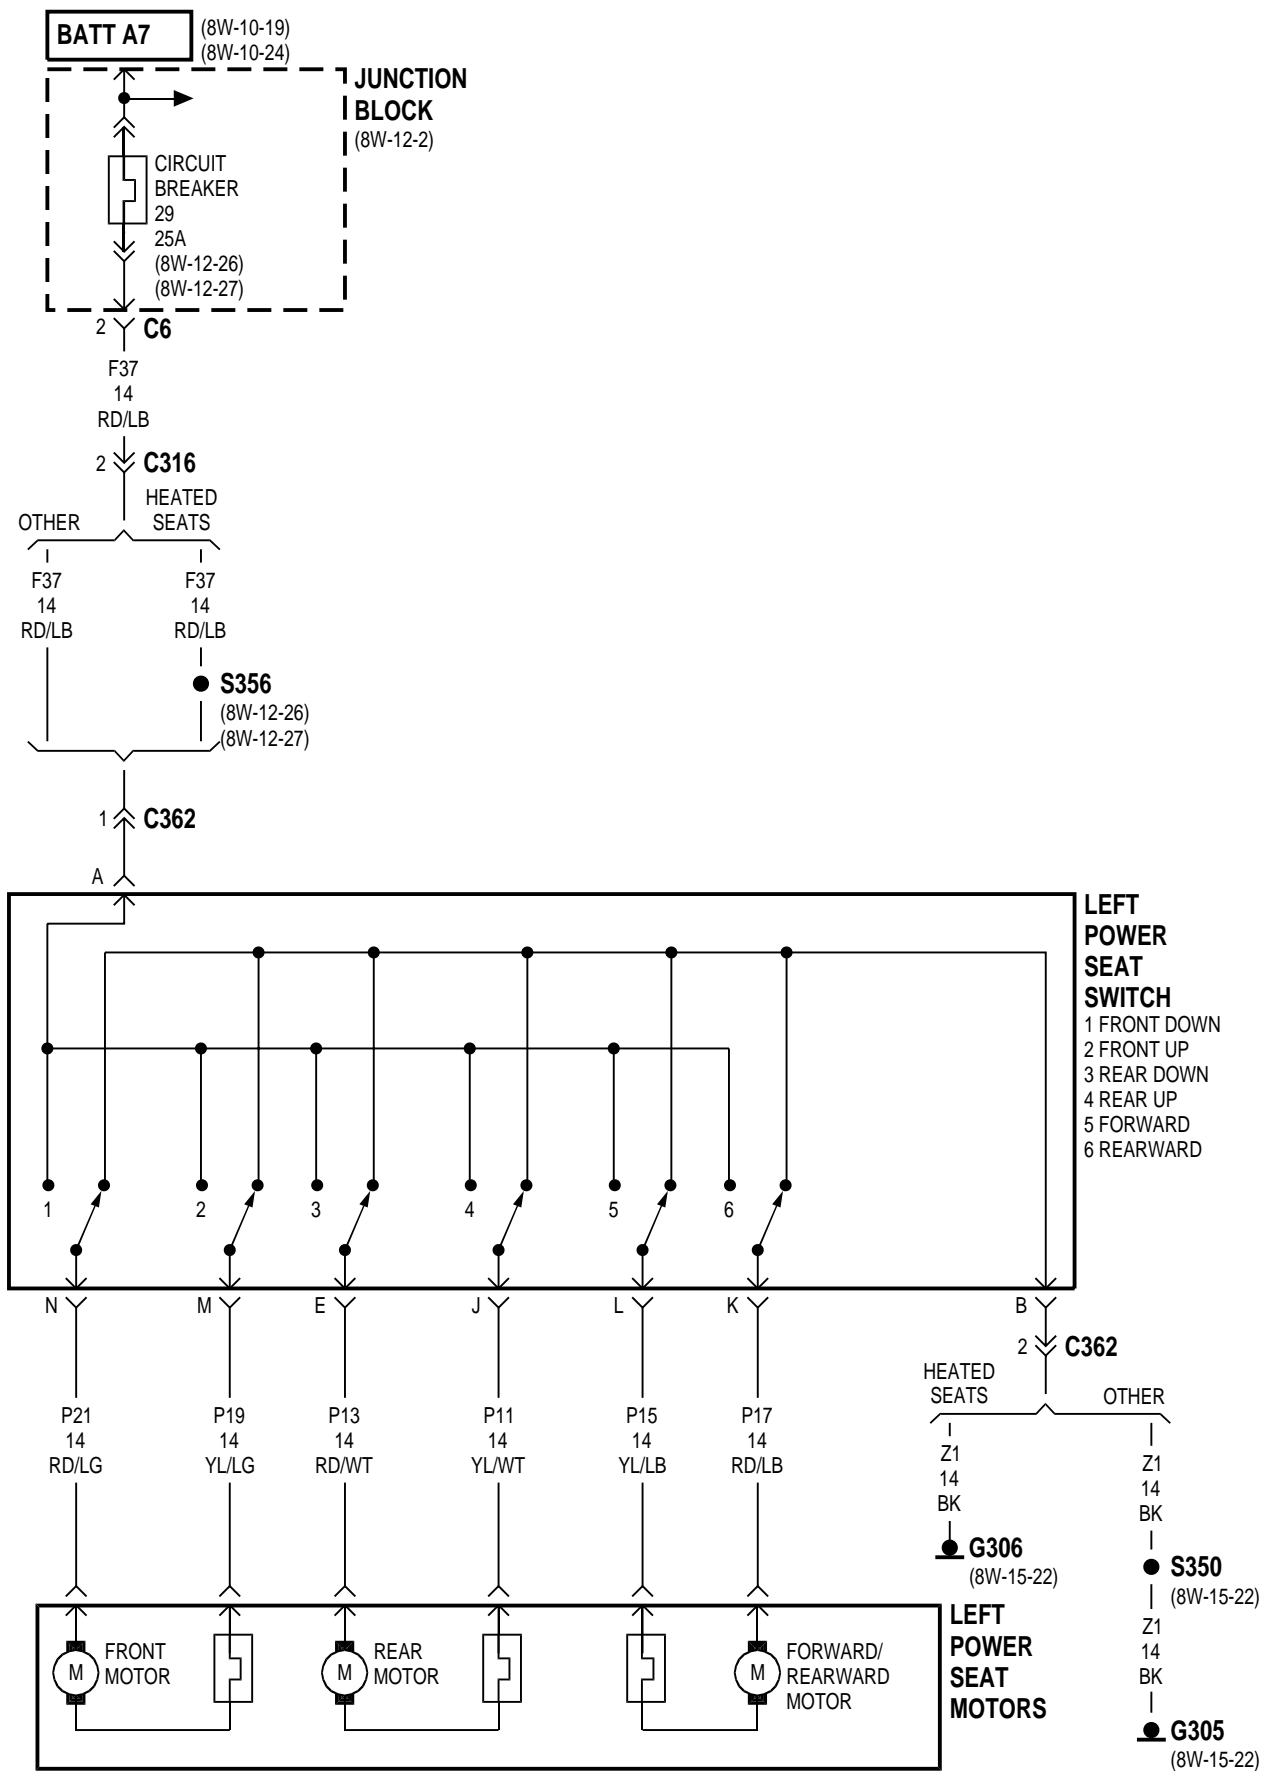 BATT A7
(8W-10-19)
(8W-10-24)
JUNCTION
BLOCK
(8W-12-2)
CIRCUIT
BREAKER
29
25A
(8W-12-26)
(8W-12-27)
2
C6
F37
14
RD/LB
2
C316
OTHER
HEATED
SEATS
F37
14
RD/LB
F37
14
RD/LB
S356
(8W-12-26)
(8W-12-27)
1
C362
A
LEFT
POWER
SEAT
SWITCH
1 FRONT DOWN
2 FRONT UP
3 REAR DOWN
4 REAR UP
5 FORWARD
6 REARWARD
1
2
3
4
5
6
N
M
E
J
L
K
B
2
C362
HEATED
SEATS
OTHER
P21
14
RD/LG
P19
14
YL/LG
P13
14
RD/WT
P11
14
YL/WT
P15
14
YL/LB
P17
14
RD/LB
Z1
14
BK
G306
(8W-15-22)
Z1
14
BK
S350
(8W-15-22)
Z1
14
BK
G305
(8W-15-22)
M
FRONT
MOTOR
M
REAR
MOTOR
M
FORWARD/
REARWARD
MOTOR
LEFT
POWER
SEAT
MOTORS